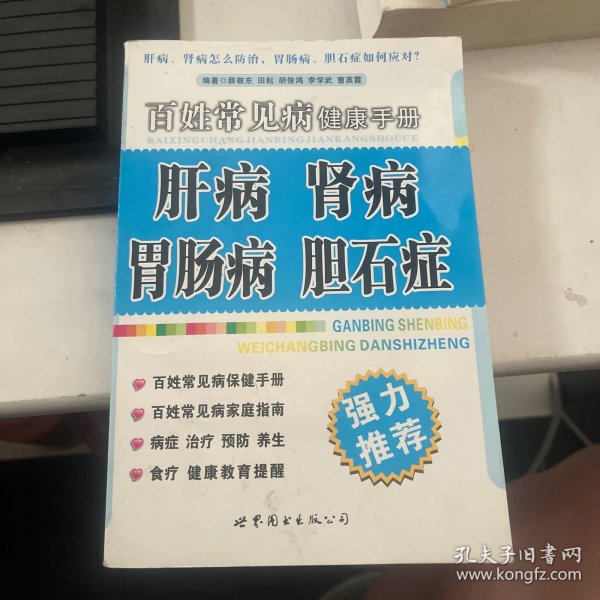 肝病、肾病怎么防治，胃肠病、胆石症如何应对？
编著◎薛敬东 田耘 胡俊鸿 李学武 曹英霞
百姓常见病健康手册
BAIXINGCHANGJIANBINGJIANKANGSHOUCE
肝病 肾病
胃肠病 胆石症
GANBING SHENBING
WEICHANGBING DANSHIZHENG
百姓常见病保健手册
百姓常见病家庭指南
病症 治疗 预防 养生
食疗 健康教育提醒
强力
推荐
世界图书出版公司
孔夫子旧书网
www.kongfz.com